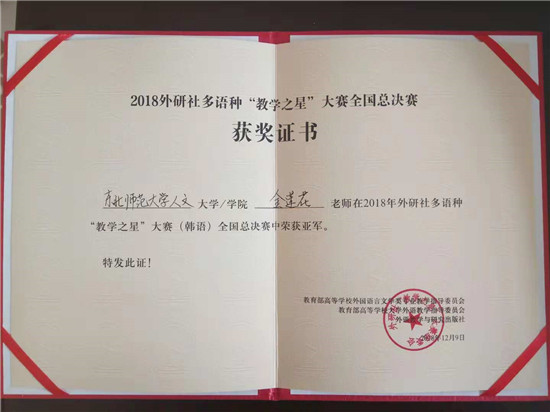 2018外研社多语种“教学之星”大赛全国总决赛
获奖证书
东北师范大学人文 大学/学院 金莲花 老师在2018年外研社多语种
“教学之星”大赛（韩语）全国总决赛中荣获亚军。
特发此证！
教育部高等学校外国语言文学类专业教学指导委员会
教育部高等学校大学外语教学指导委员会
外语教学与研究出版社
2018年12月9日